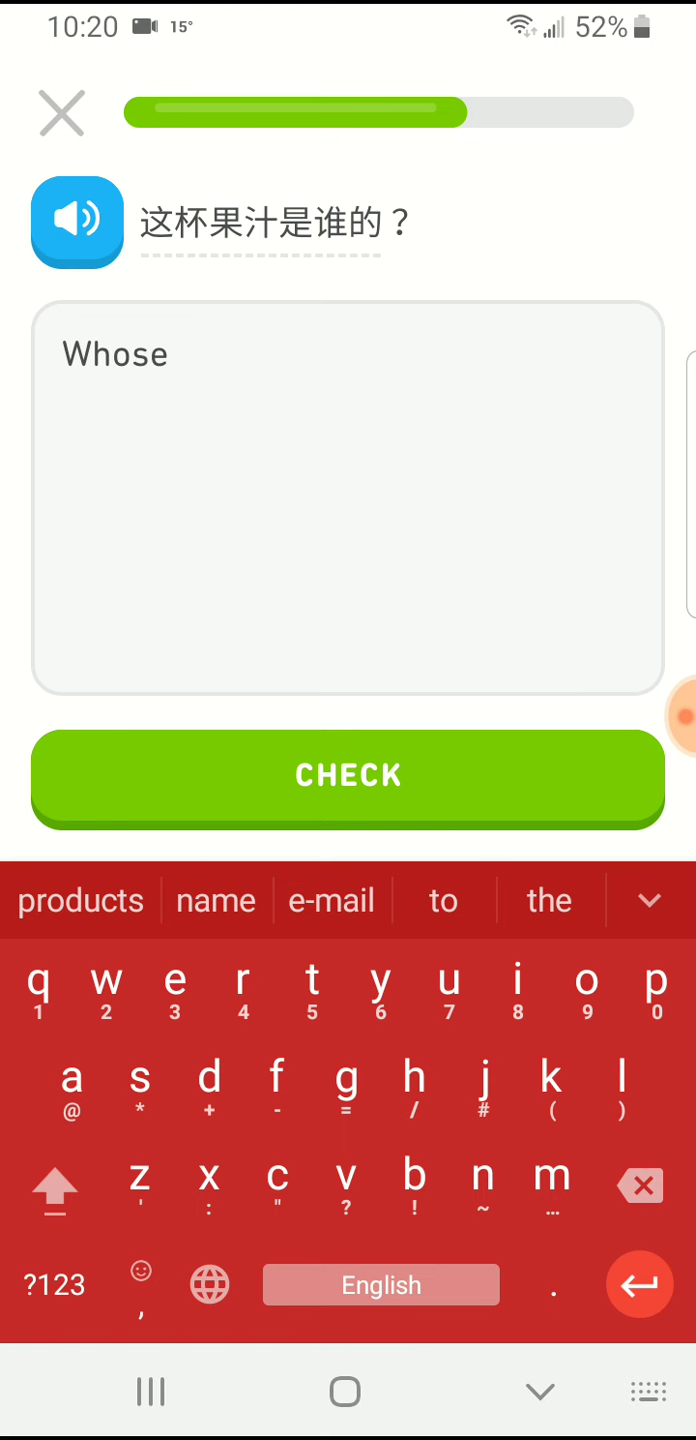 10:20 15° 52%
这杯果汁是谁的？
Whose
CHECK
products name e-mail to the
q w e r t y u i o p
1 2 3 4 5 6 7 8 9 0
a s d f g h j k l
@ * + - = / # ( )
z x c v b n m
' : " ? ! ~ …
?123 , English .